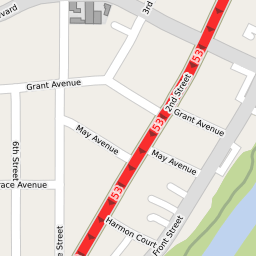 3rd
53
2nd Street
Grant Avenue
Grant Avenue
53
May Avenue
May Avenue
6th Street
Avenue
53
Street
Harmon Court
Front Street